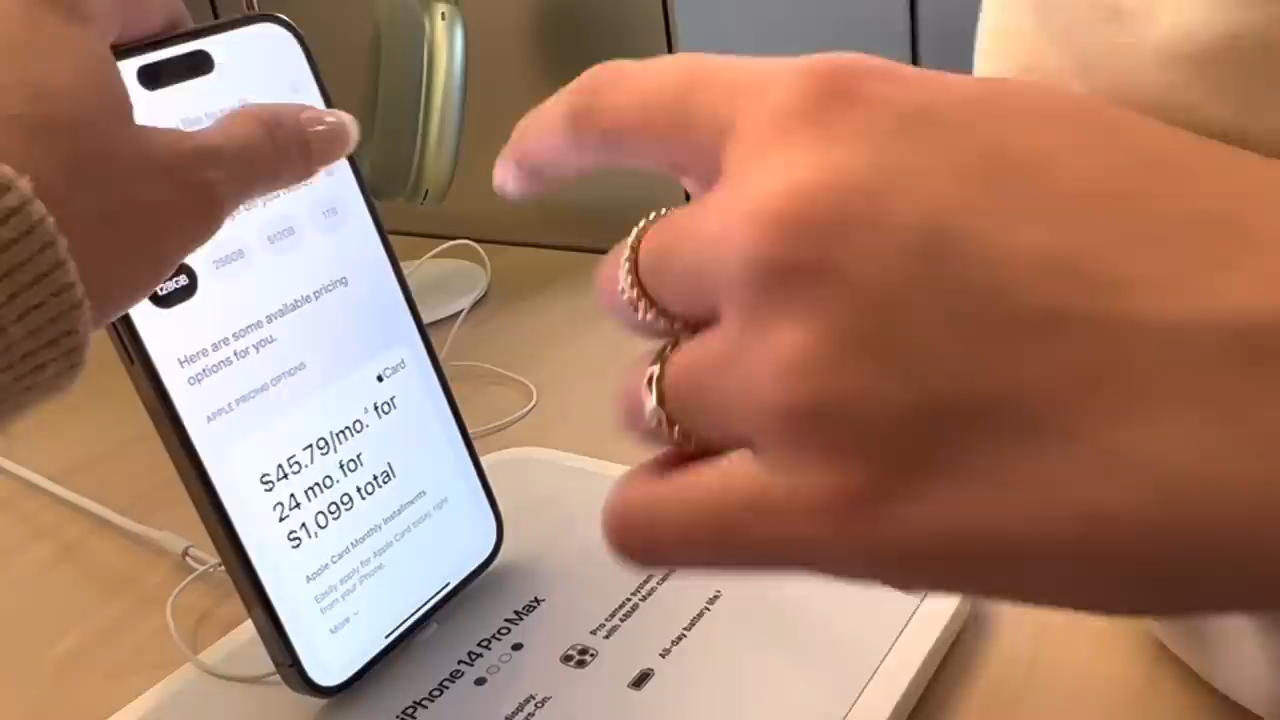 128GB
256GB
512GB
1TB
Here are some available pricing
options for you.
APPLE PRICING OPTIONS
Card
$45.79/mo.^ for
24 mo. for
$1,099 total
Apple Card Monthly Installments
Easily apply for Apple Card today, right
from your iPhone.
More
iPhone 14 Pro Max
Pro camera system
with 48MP Main
All-day battery life
display.